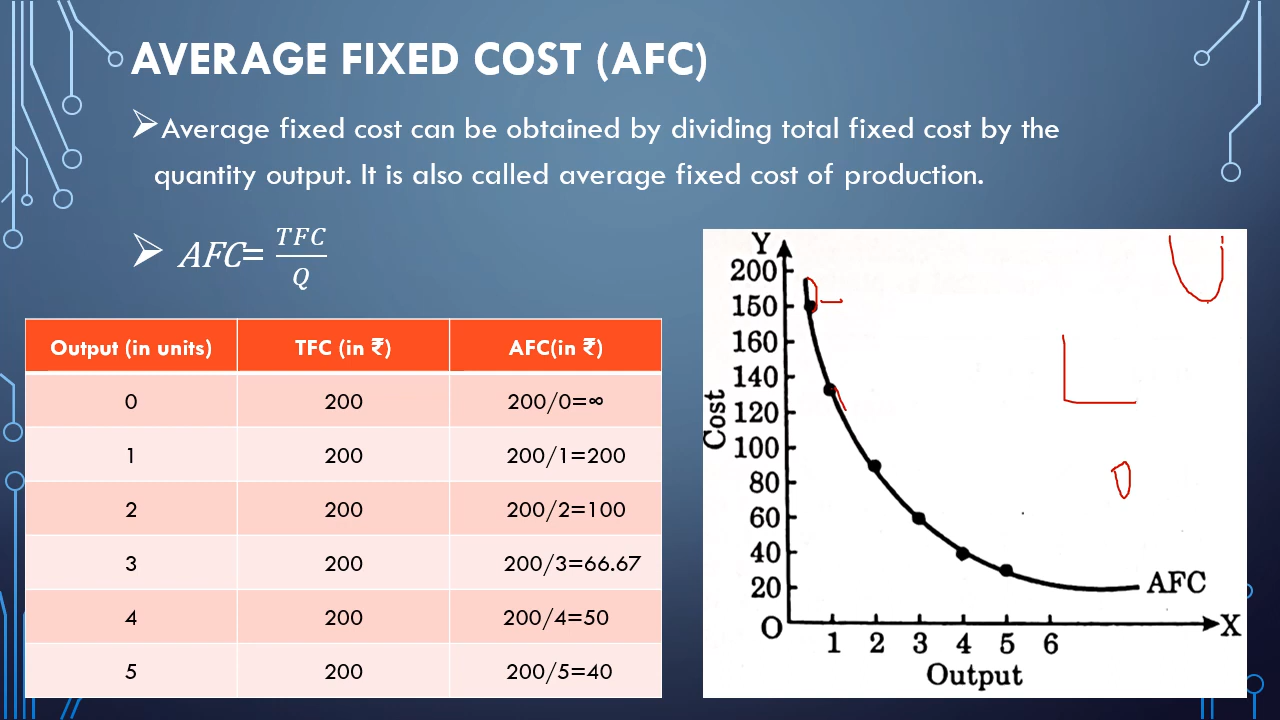 AVERAGE FIXED COST (AFC)
➢Average fixed cost can be obtained by dividing total fixed cost by the
quantity output. It is also called average fixed cost of production.
➢ AFC= TFC/Q
Output (in units) TFC (in ₹) AFC(in ₹)
0 200 200/0=∞
1 200 200/1=200
2 200 200/2=100
3 200 200/3=66.67
4 200 200/4=50
5 200 200/5=40
Y
200
150
160
140
120
100
80
60
40
20
Cost
AFC
O
X
1 2 3 4 5 6
Output